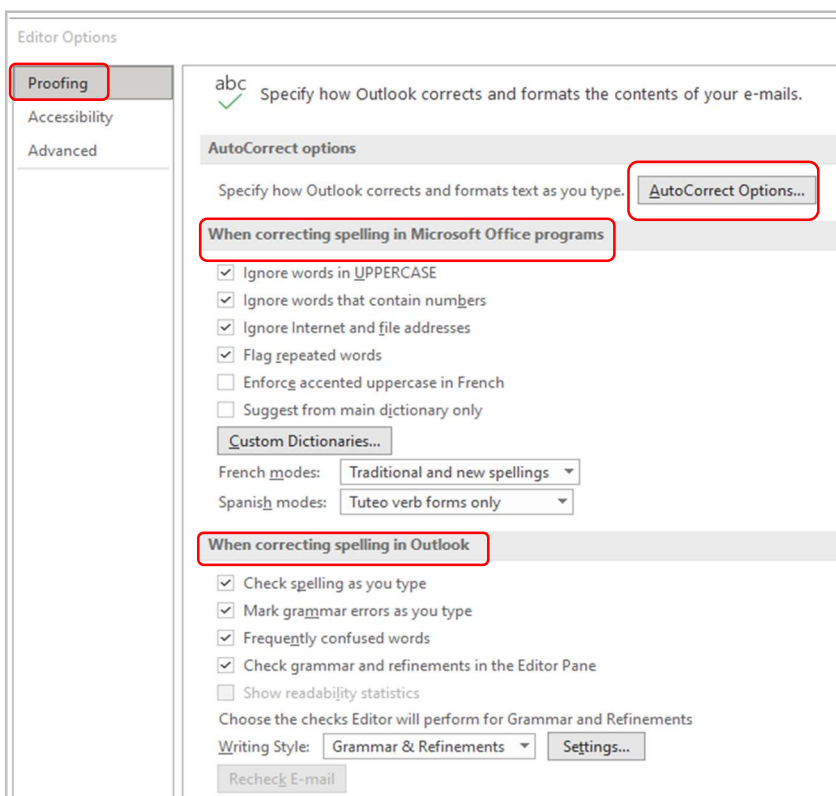 Editor Options
Proofing
Accessibility
Advanced
abc
Specify how Outlook corrects and formats the contents of your e-mails.
AutoCorrect options
Specify how Outlook corrects and formats text as you type. AutoCorrect Options...
When correcting spelling in Microsoft Office programs
Ignore words in UPPERCASE
Ignore words that contain numbers
Ignore Internet and file addresses
Flag repeated words
Enforce accented uppercase in French
Suggest from main dictionary only
Custom Dictionaries...
French modes: Traditional and new spellings
Spanish modes: Tuteo verb forms only
When correcting spelling in Outlook
Check spelling as you type
Mark grammar errors as you type
Frequently confused words
Check grammar and refinements in the Editor Pane
Show readability statistics
Choose the checks Editor will perform for Grammar and Refinements
Writing Style: Grammar & Refinements Settings...
Recheck E-mail